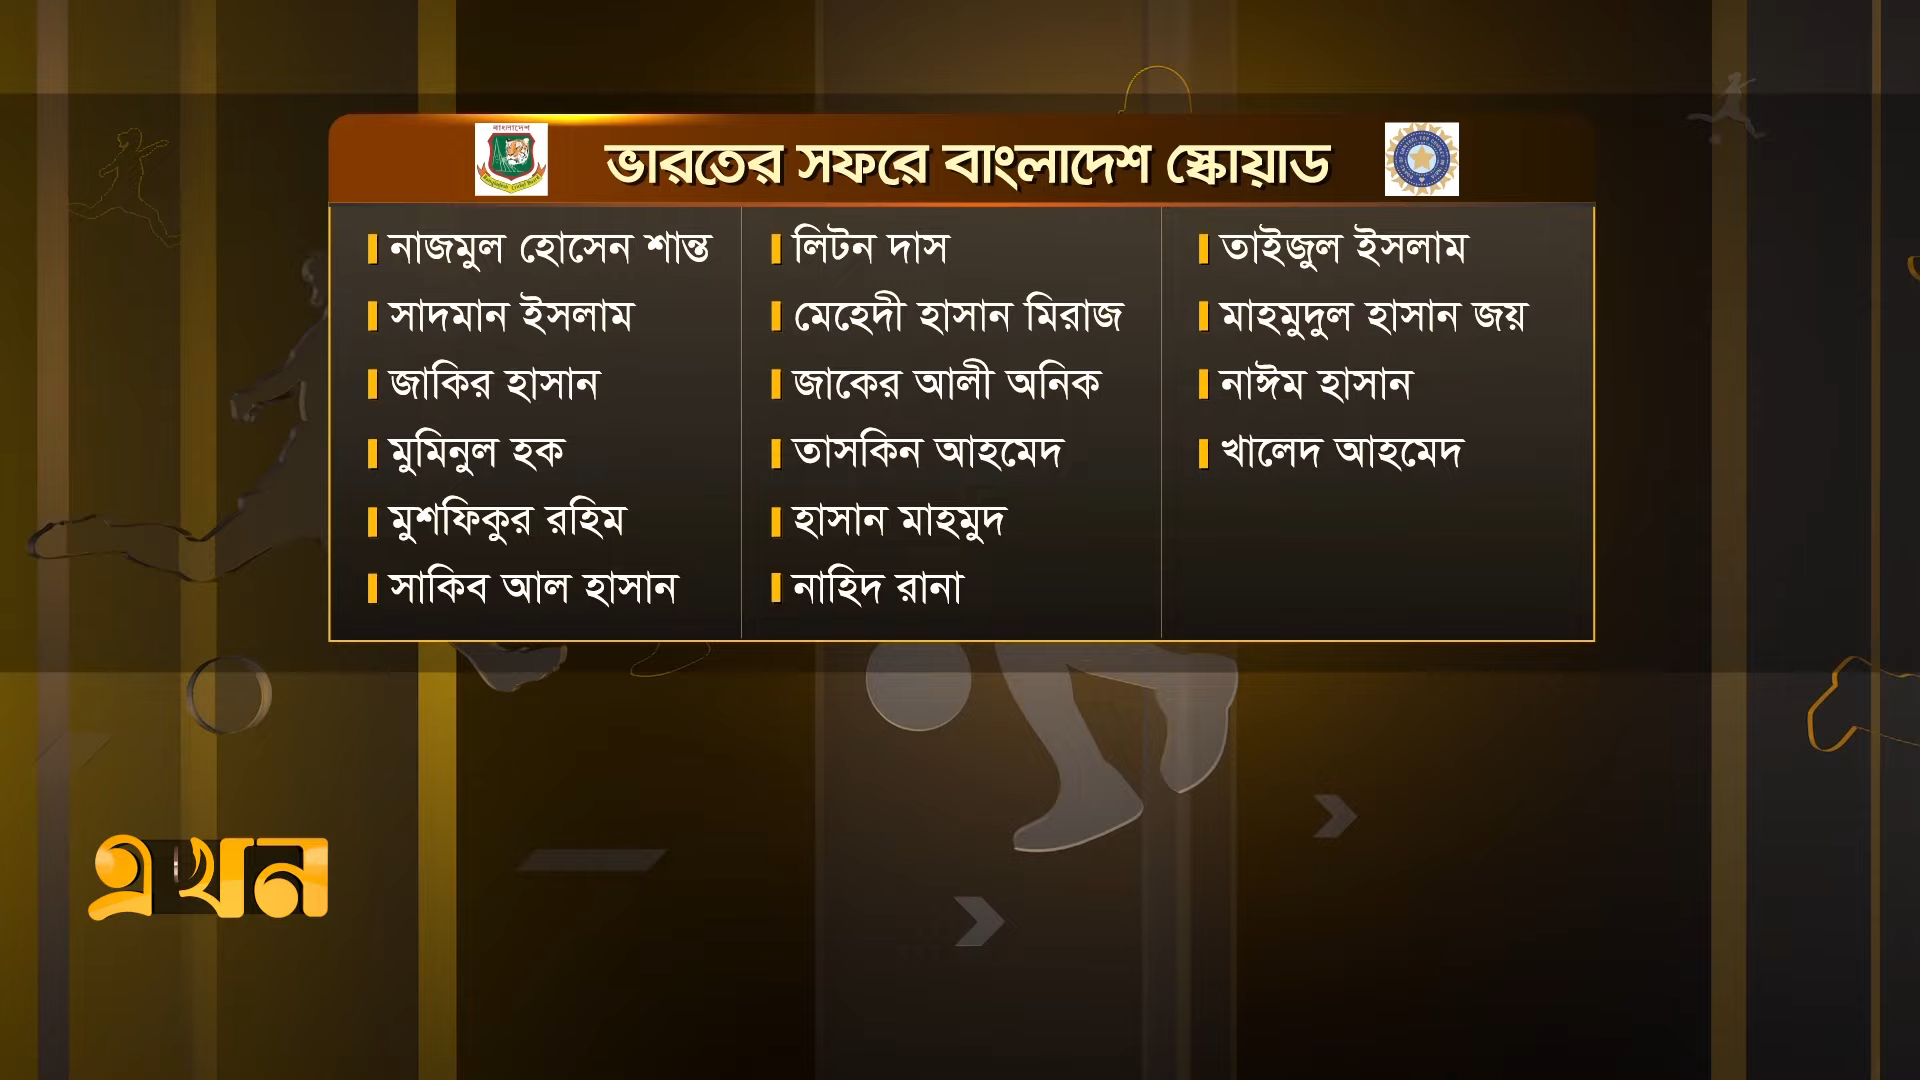 ভারতের সফরে বাংলাদেশ স্কোয়াড
নাজমুল হোসেন শান্ত
সাদমান ইসলাম
জাকির হাসান
মুমিনুল হক
মুশফিকুর রহিম
সাকিব আল হাসান
লিটন দাস
মেহেদী হাসান মিরাজ
জাকের আলী অনিক
তাসকিন আহমেদ
হাসান মাহমুদ
নাহিদ রানা
তাইজুল ইসলাম
মাহমুদুল হাসান জয়
নাঈম হাসান
খালেদ আহমেদ
এখন